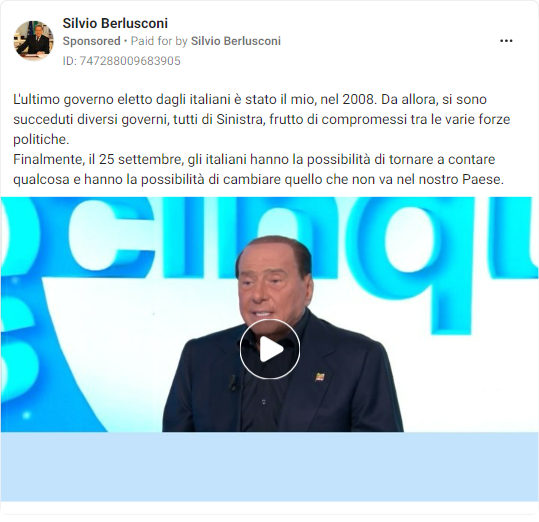 Silvio Berlusconi
Sponsored • Paid for by Silvio Berlusconi
ID: 747288009683905
L'ultimo governo eletto dagli italiani è stato il mio, nel 2008. Da allora, si sono
succeduti diversi governi, tutti di Sinistra, frutto di compromessi tra le varie forze
politiche.
Finalmente, il 25 settembre, gli italiani hanno la possibilità di tornare a contare
qualcosa e hanno la possibilità di cambiare quello che non va nel nostro Paese.
cinqu